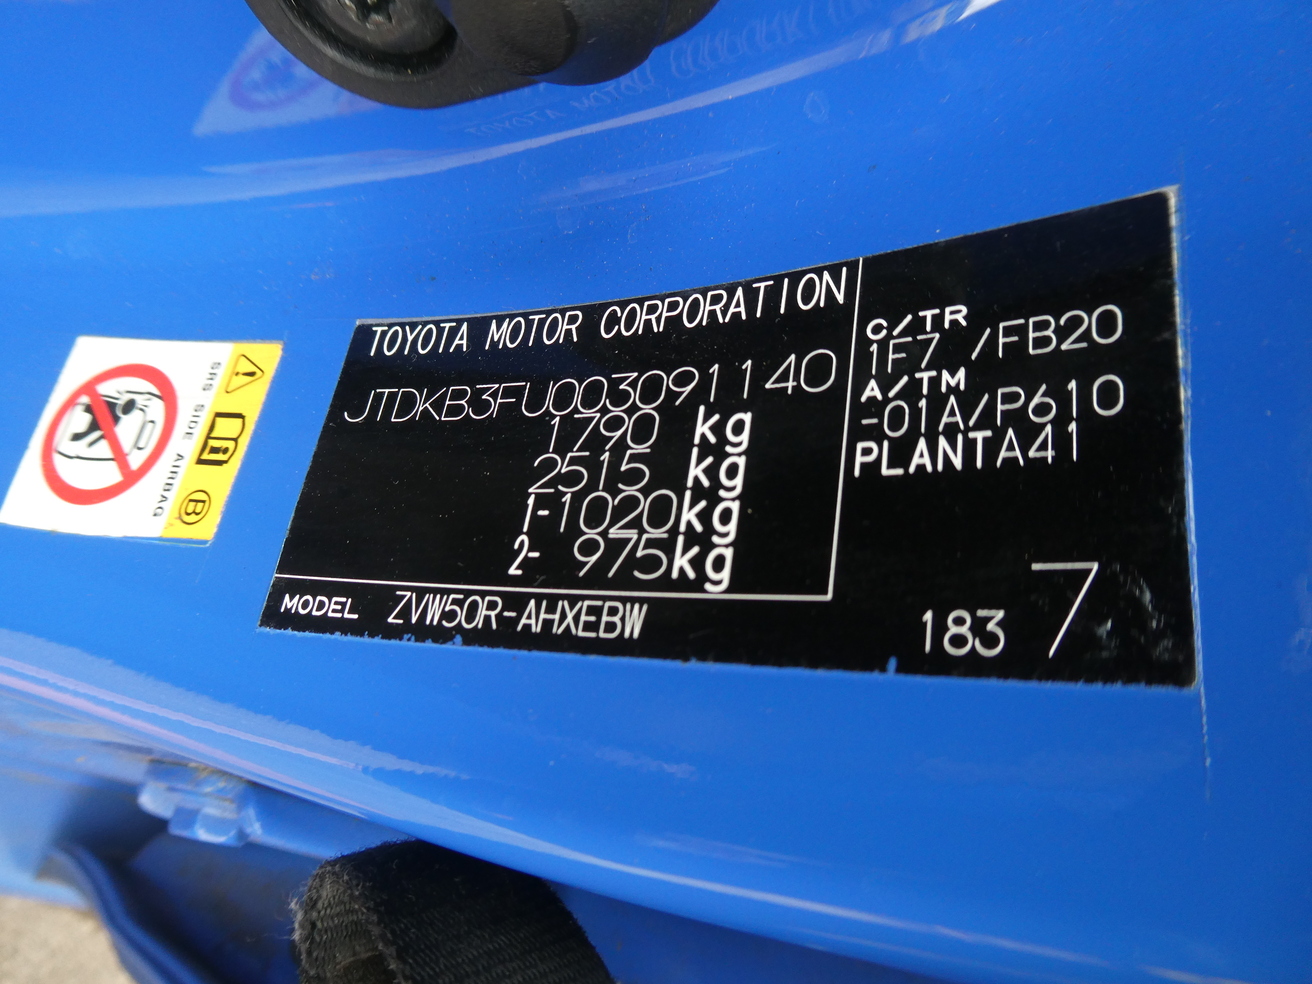 TOYOTA MOTOR CORPORATION
JTDKB3FU003091140
1790 kg
2515 kg
1-1020kg
2- 975kg
MODEL ZVW50R-AHXEBW
C/TR
1F7 /FB20
A/TM
-01A/P610
PLANTA41
183 7
SRS SIDE AIRBAG
B